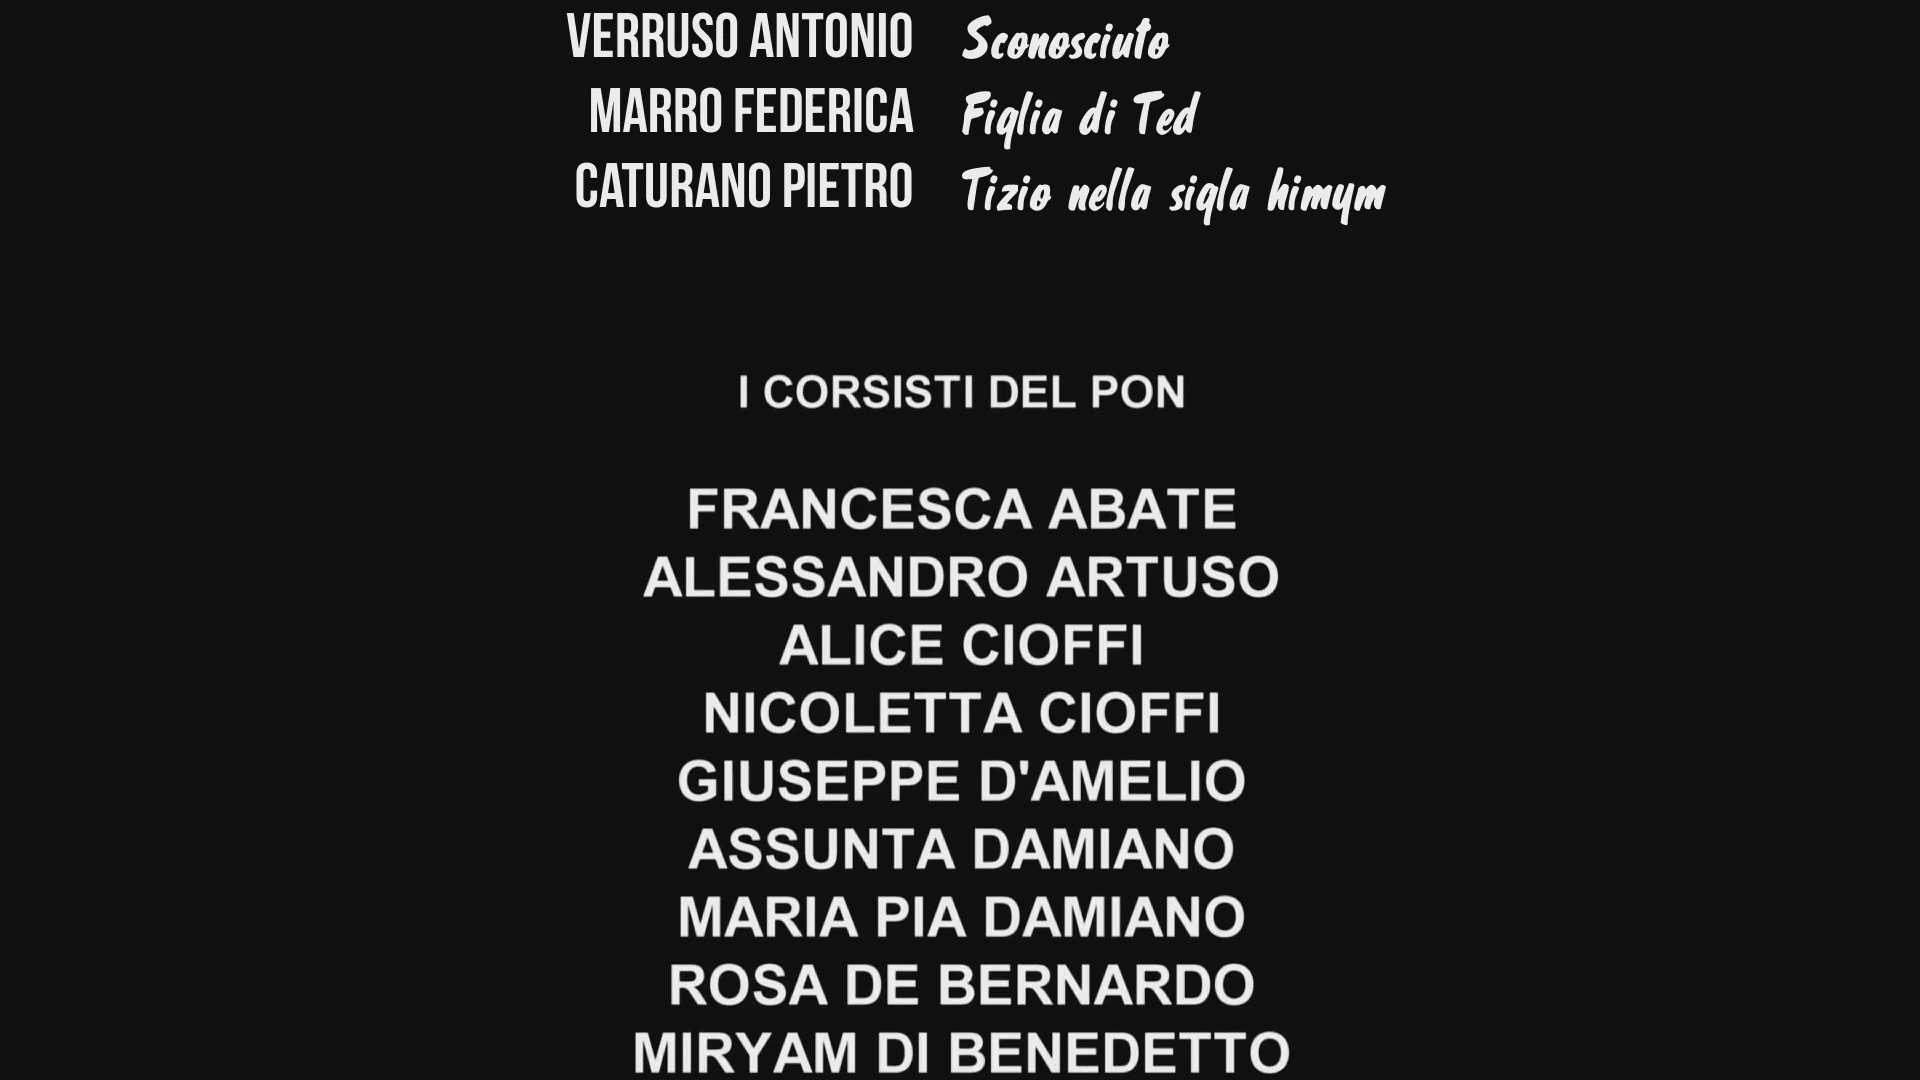 VERRUSO ANTONIO Sconosciuto
MARRO FEDERICA Figlia di Ted
CATURANO PIETRO Tizio nella sigla himym
I CORSISTI DEL PON
FRANCESCA ABATE
ALESSANDRO ARTUSO
ALICE CIOFFI
NICOLETTA CIOFFI
GIUSEPPE D'AMELIO
ASSUNTA DAMIANO
MARIA PIA DAMIANO
ROSA DE BERNARDO
MIRYAM DI BENEDETTO